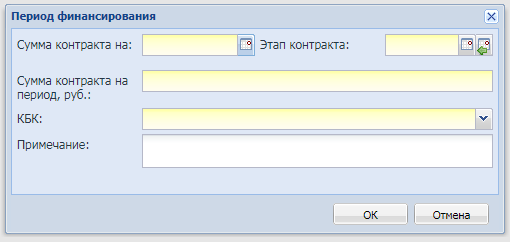 Период финансирования
Сумма контракта на:
Этап контракта:
Сумма контракта на
период, руб.:
КБК:
Примечание:
ОК
Отмена